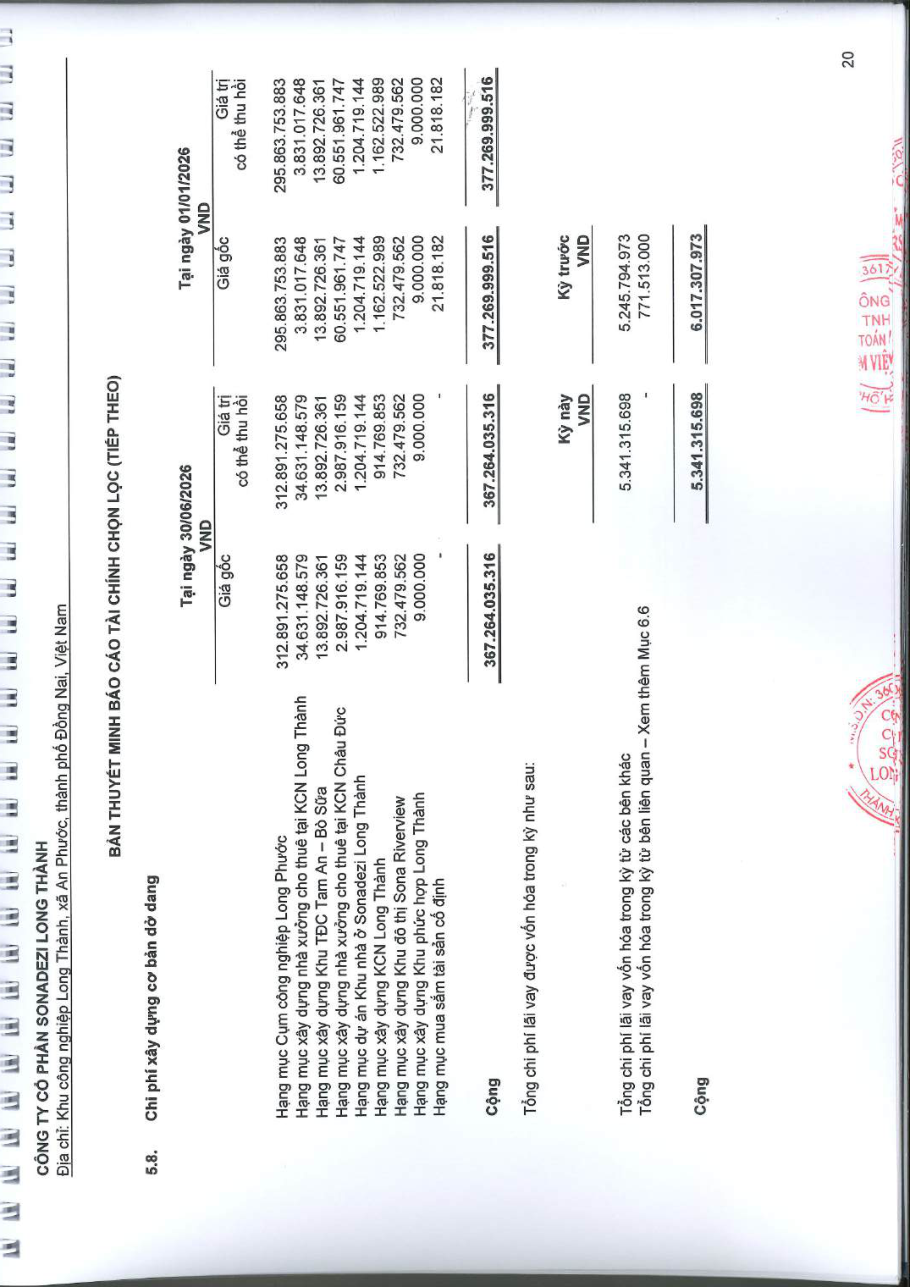 CÔNG TY CỔ PHẦN SONADEZI LONG THÀNH
Địa chỉ: Khu công nghiệp Long Thành, xã An Phước, thành phố Đồng Nai, Việt Nam
BẢN THUYẾT MINH BÁO CÁO TÀI CHÍNH CHỌN LỌC (TIẾP THEO)
5.8. Chi phí xây dựng cơ bản dở dang
Tại ngày 30/06/2026 Tại ngày 01/01/2026
VND VND
Giá gốc Giá trị có thể thu hồi Giá gốc Giá trị có thể thu hồi
Hạng mục Cụm công nghiệp Long Phước 312.891.275.658 312.891.275.658 295.863.753.883 295.863.753.883
Hạng mục xây dựng nhà xưởng cho thuê tại KCN Long Thành 34.631.148.579 34.631.148.579 3.831.017.648 3.831.017.648
Hạng mục xây dựng Khu TĐC Tam An – Bò Sữa 13.892.726.361 13.892.726.361 13.892.726.361 13.892.726.361
Hạng mục xây dựng nhà xưởng cho thuê tại KCN Châu Đức 2.987.916.159 2.987.916.159 60.551.961.747 60.551.961.747
Hạng mục dự án Khu nhà ở Sonadezi Long Thành 1.204.719.144 1.204.719.144 1.204.719.144 1.204.719.144
Hạng mục xây dựng KCN Long Thành 914.769.853 914.769.853 1.162.522.989 1.162.522.989
Hạng mục xây dựng Khu đô thị Sona Riverview 732.479.562 732.479.562 732.479.562 732.479.562
Hạng mục xây dựng Khu phức hợp Long Thành 9.000.000 9.000.000 9.000.000 9.000.000
Hạng mục mua sắm tài sản cố định - - 21.818.182 21.818.182
Cộng 367.264.035.316 367.264.035.316 377.269.999.516 377.269.999.516
Tổng chi phí lãi vay được vốn hóa trong kỳ như sau:
Kỳ này Kỳ trước
VND VND
Tổng chi phí lãi vay vốn hóa trong kỳ từ các bên khác 5.341.315.698 5.245.794.973
Tổng chi phí lãi vay vốn hóa trong kỳ từ bên liên quan – Xem thêm Mục 6.6 - 771.513.000
Cộng 5.341.315.698 6.017.307.973
20
3617
ÔNG
TNH
TOÁN
M VIỆ
M.S.D.N: 360
LON
THÀNH